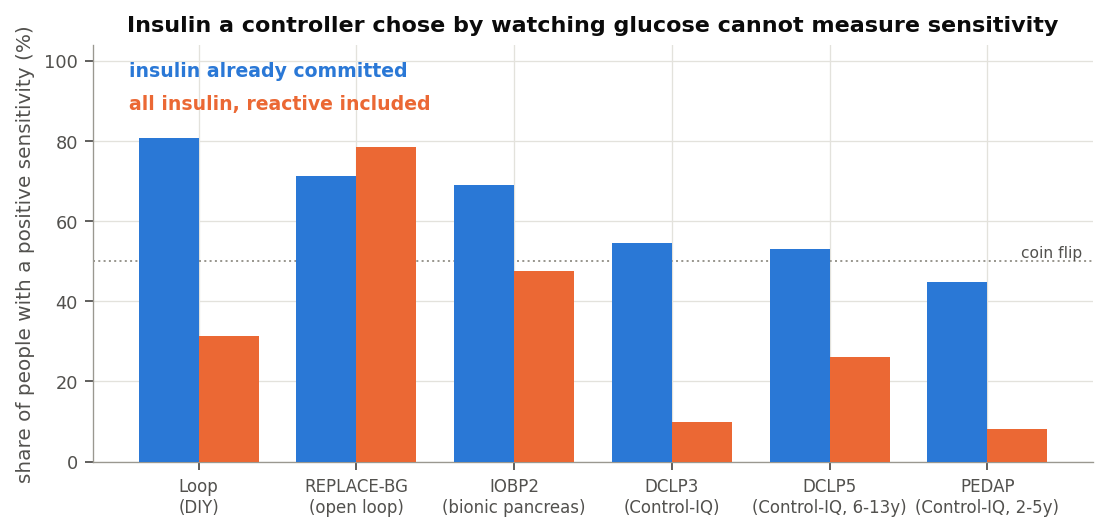 Insulin a controller chose by watching glucose cannot measure sensitivity
share of people with a positive sensitivity (%)
100
80
60
40
20
0
insulin already committed
all insulin, reactive included
coin flip
Loop
(DIY)
REPLACE-BG
(open loop)
IOBP2
(bionic pancreas)
DCLP3
(Control-IQ)
DCLP5
(Control-IQ, 6-13y)
PEDAP
(Control-IQ, 2-5y)